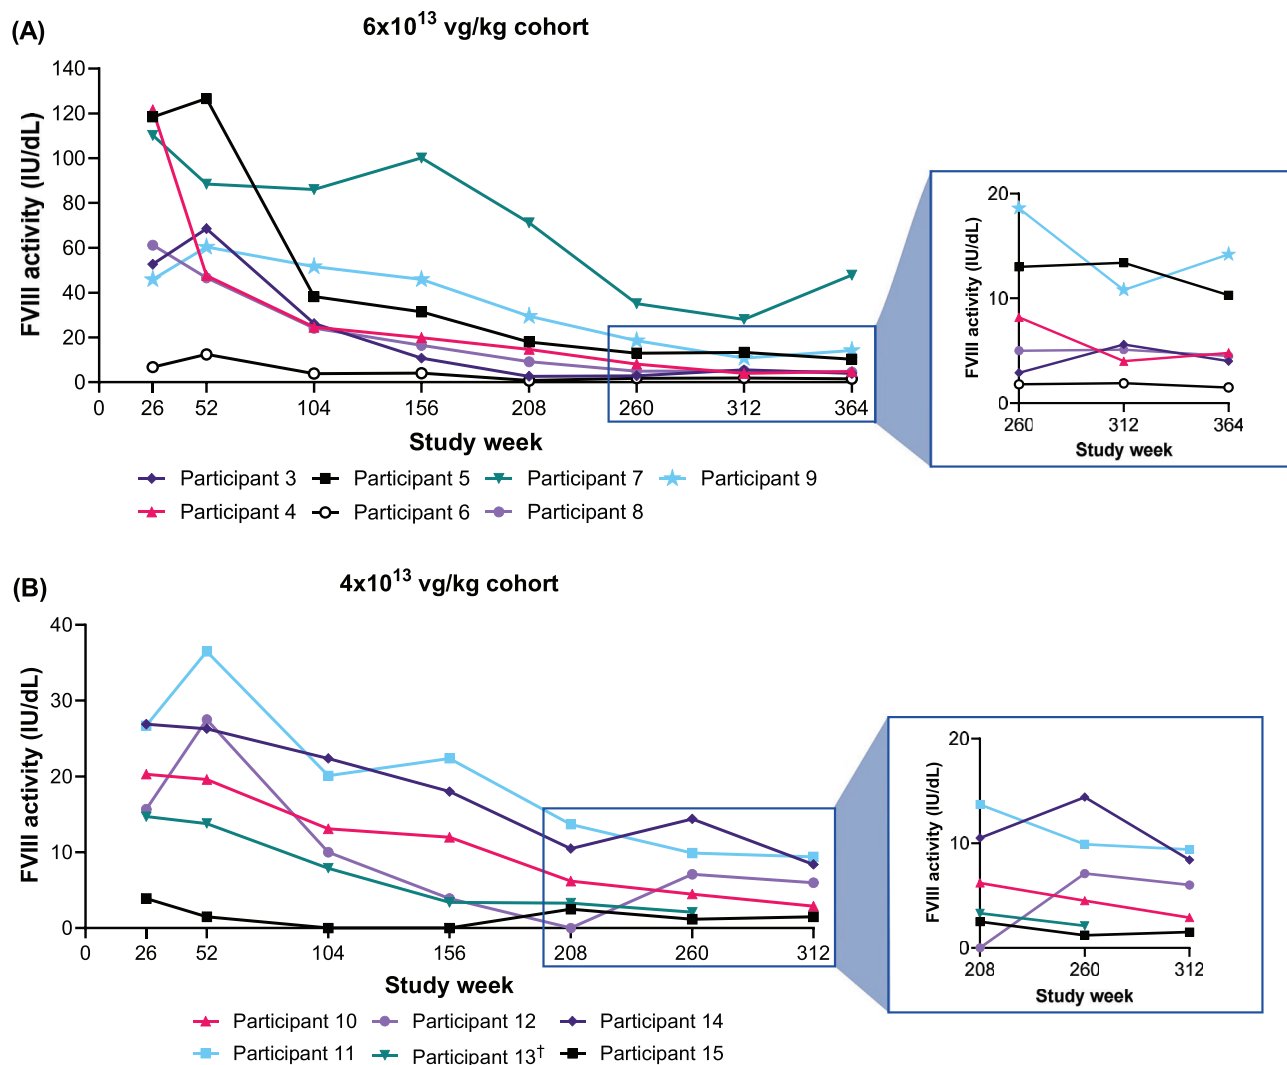 (A)
6x10¹³ vg/kg cohort
FVIII activity (IU/dL)
140
120
100
80
60
40
20
0
0 26 52 104 156 208 260 312 364
Study week
FVIII activity (IU/dL)
20
10
0
260 312 364
Study week
Participant 3 Participant 5 Participant 7 Participant 9
Participant 4 Participant 6 Participant 8
(B)
4x10¹³ vg/kg cohort
FVIII activity (IU/dL)
40
30
20
10
0
0 26 52 104 156 208 260 312
Study week
FVIII activity (IU/dL)
20
10
0
208 260 312
Study week
Participant 10 Participant 12 Participant 14
Participant 11 Participant 13† Participant 15